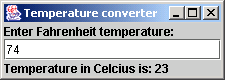 Temperature converter
Enter Fahrenheit temperature:
74
Temperature in Celcius is: 23